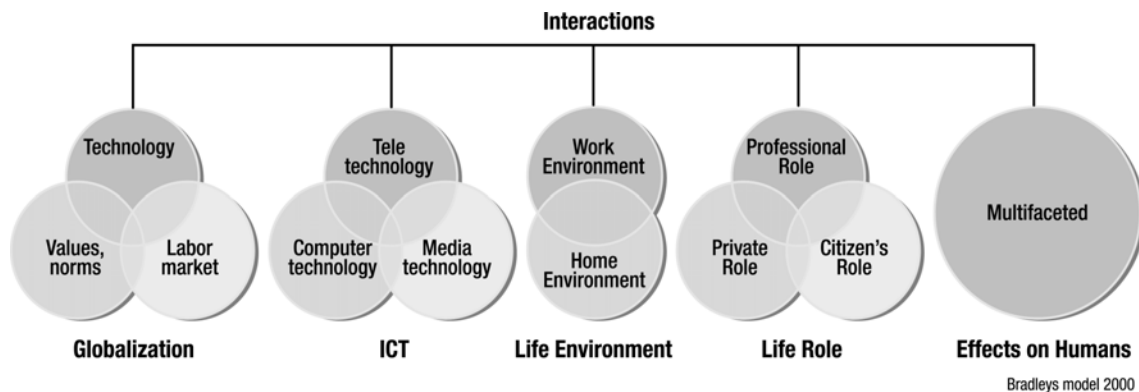 Interactions
Technology
Values,
norms
Labor
market
Globalization
Tele
technology
Computer
technology
Media
technology
ICT
Work
Environment
Home
Environment
Life Environment
Professional
Role
Private
Role
Citizen's
Role
Life Role
Multifaceted
Effects on Humans
Bradleys model 2000